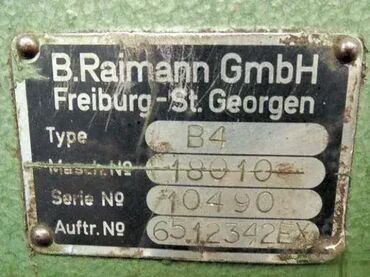 B.Raimann GmbH
Freiburg-St. Georgen
Type B4
Masch.Nº 18010
Serie Nº 10490
Auftr.Nº 6512342EX